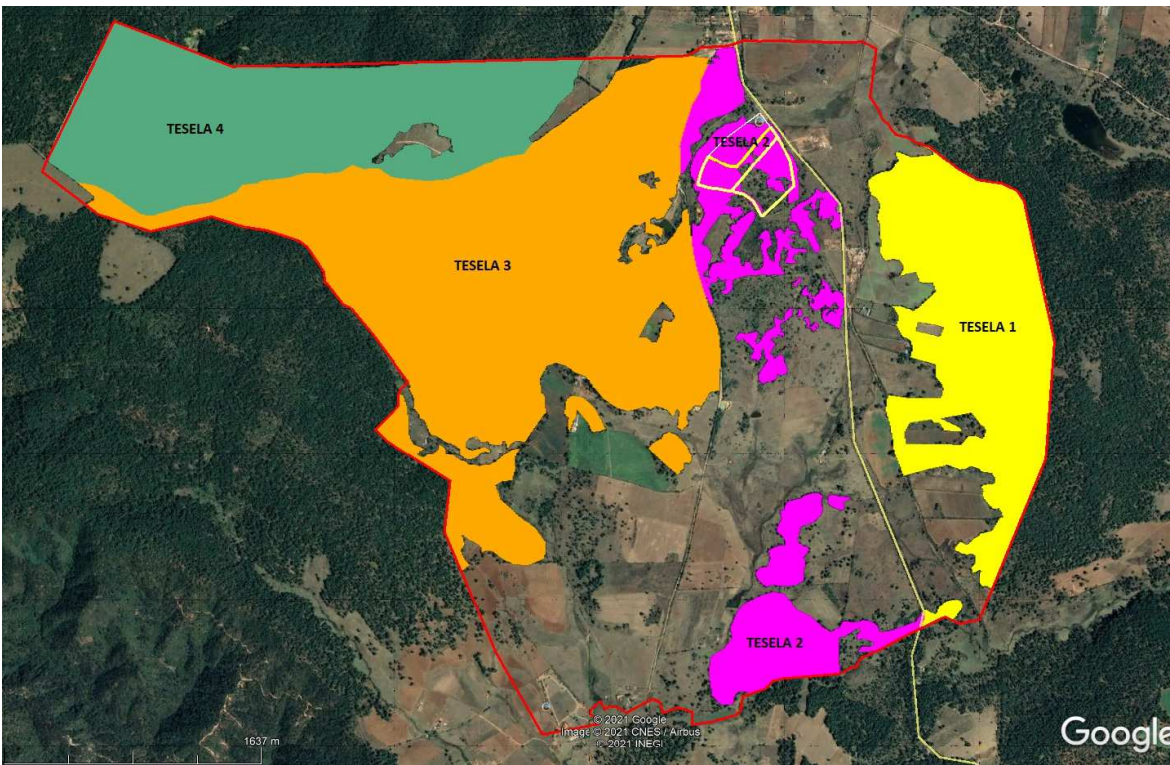 TESELA 4
TESELA 2
TESELA 3
TESELA 1
TESELA 2
© 2021 Google
Image © 2021 CNES / Airbus
© 2021 INEGI
1637 m
Google